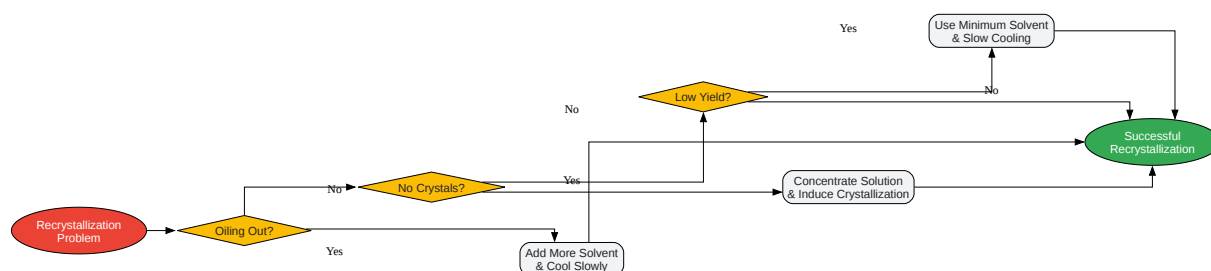 Yes
Use Minimum Solvent
& Slow Cooling
Low Yield?
No
No
Successful
Recrystallization
No
No Crystals?
Yes
Concentrate Solution
& Induce Crystallization
Recrystallization
Problem
Oiling Out?
Yes
Add More Solvent
& Cool Slowly